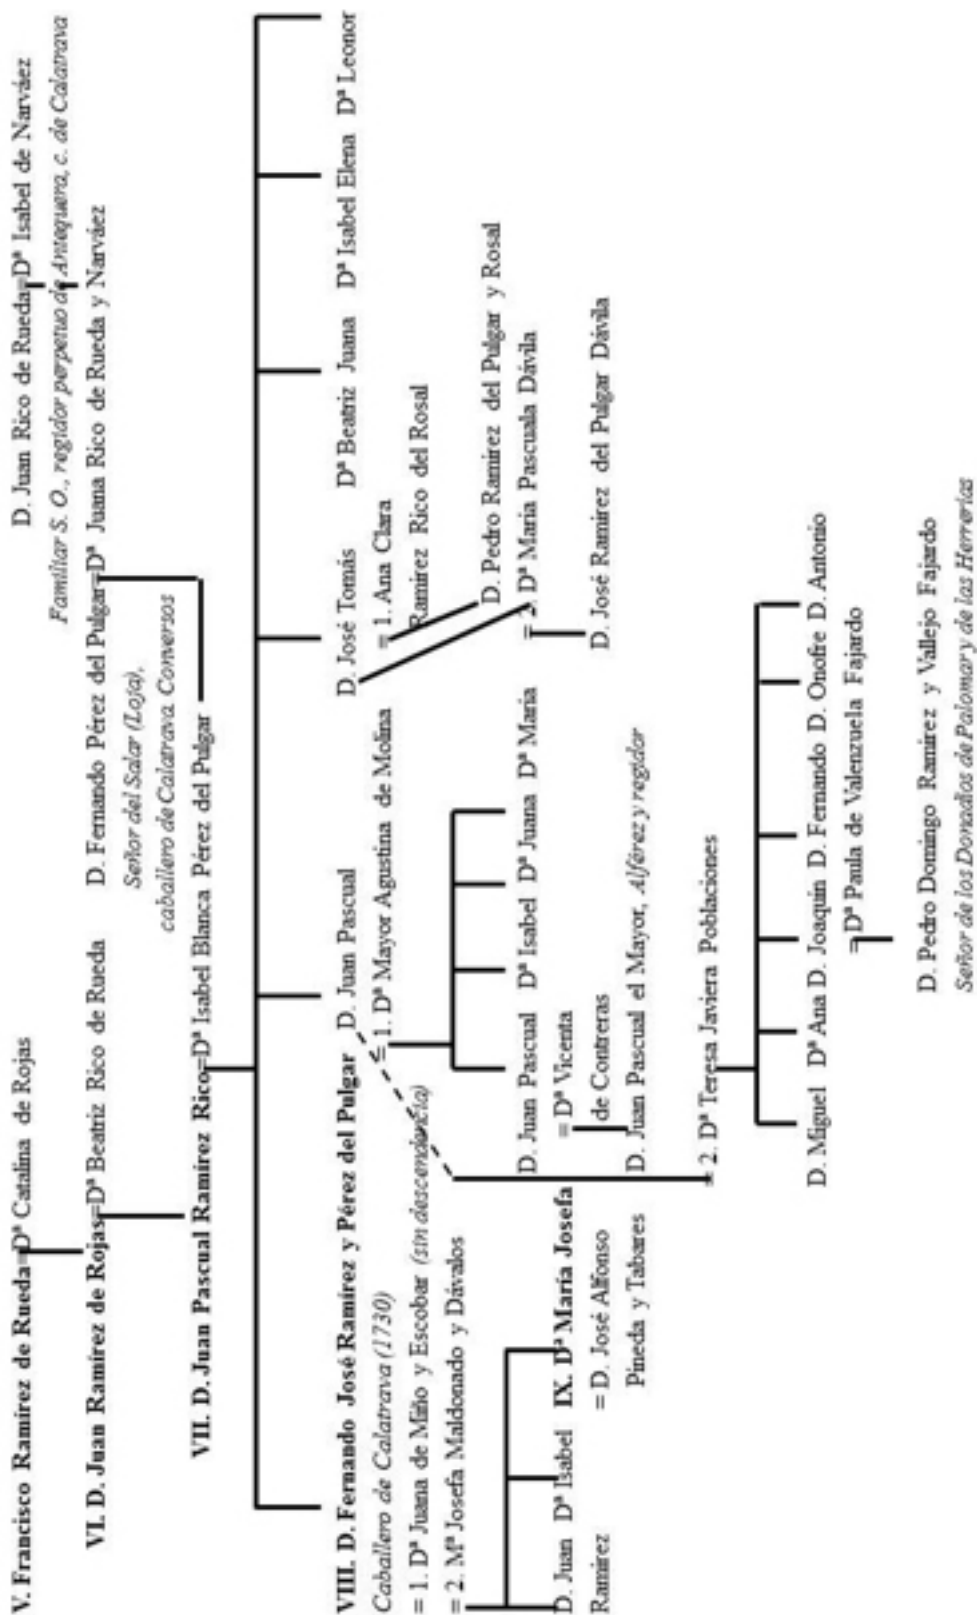 V. Francisco Ramírez de Rueda=Dª Catalina de Rojas
D. Juan Rico de Rueda=Dª Isabel de Narváez
Familiar S. O., regidor perpetuo de Antequera, c. de Calatrava
VI. D. Juan Ramírez de Rojas=Dª Beatriz Rico de Rueda
D. Fernando Pérez del Pulgar=Dª Juana Rico de Rueda y Narváez
Señor del Salar (Loja),
caballero de Calatrava. Conversos
VII. D. Juan Pascual Ramírez Rico=Dª Isabel Blanca Pérez del Pulgar
VIII. D. Fernando José Ramírez y Pérez del Pulgar
D. Juan Pascual
D. José Tomás
Dª Beatriz
Juana
Dª Isabel Elena
Dª Leonor
Caballero de Calatrava (1730)
= 1. Dª Juana de Miño y Escobar (sin descendencia)
= 2. Mª Josefa Maldonado y Dávalos
= 1. Dª Mayor Agustina de Molina
= 1. Ana Clara
Ramírez Rico del Rosal
D. Pedro Ramírez del Pulgar y Rosal
= 2. Dª María Pascuala Dávila
D. José Ramírez del Pulgar Dávila
D. Juan
Ramírez
Dª Isabel
IX. Dª María Josefa
= D. José Alfonso
Pineda y Tabares
D. Juan Pascual
Dª Isabel
Dª Juana
Dª María
= Dª Vicenta
de Contreras
D. Juan Pascual el Mayor, Alférez y regidor
= 2. Dª Teresa Javiera Poblaciones
D. Miguel
Dª Ana
D. Joaquín
D. Fernando
D. Onofre
D. Antonio
= Dª Paula de Valenzuela Fajardo
D. Pedro Domingo Ramírez y Vallejo Fajardo
Señor de los Donadíos de Palomar y de las Herrerías